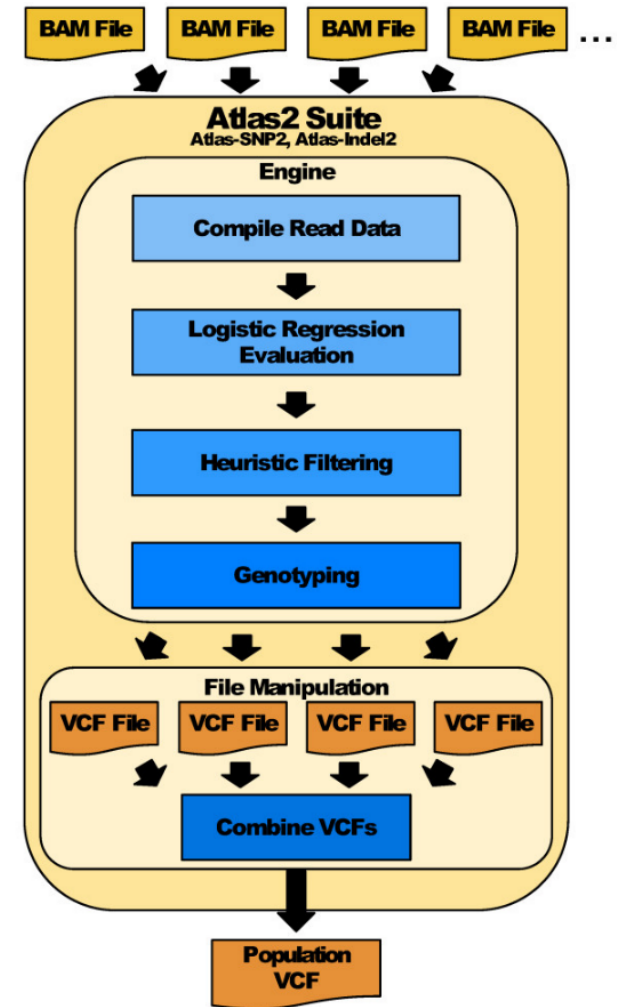 BAM File BAM File BAM File BAM File ...
Atlas2 Suite
Atlas-SNP2, Atlas-Indel2
Engine
Compile Read Data
Logistic Regression
Evaluation
Heuristic Filtering
Genotyping
File Manipulation
VCF File VCF File VCF File VCF File
Combine VCFs
Population
VCF